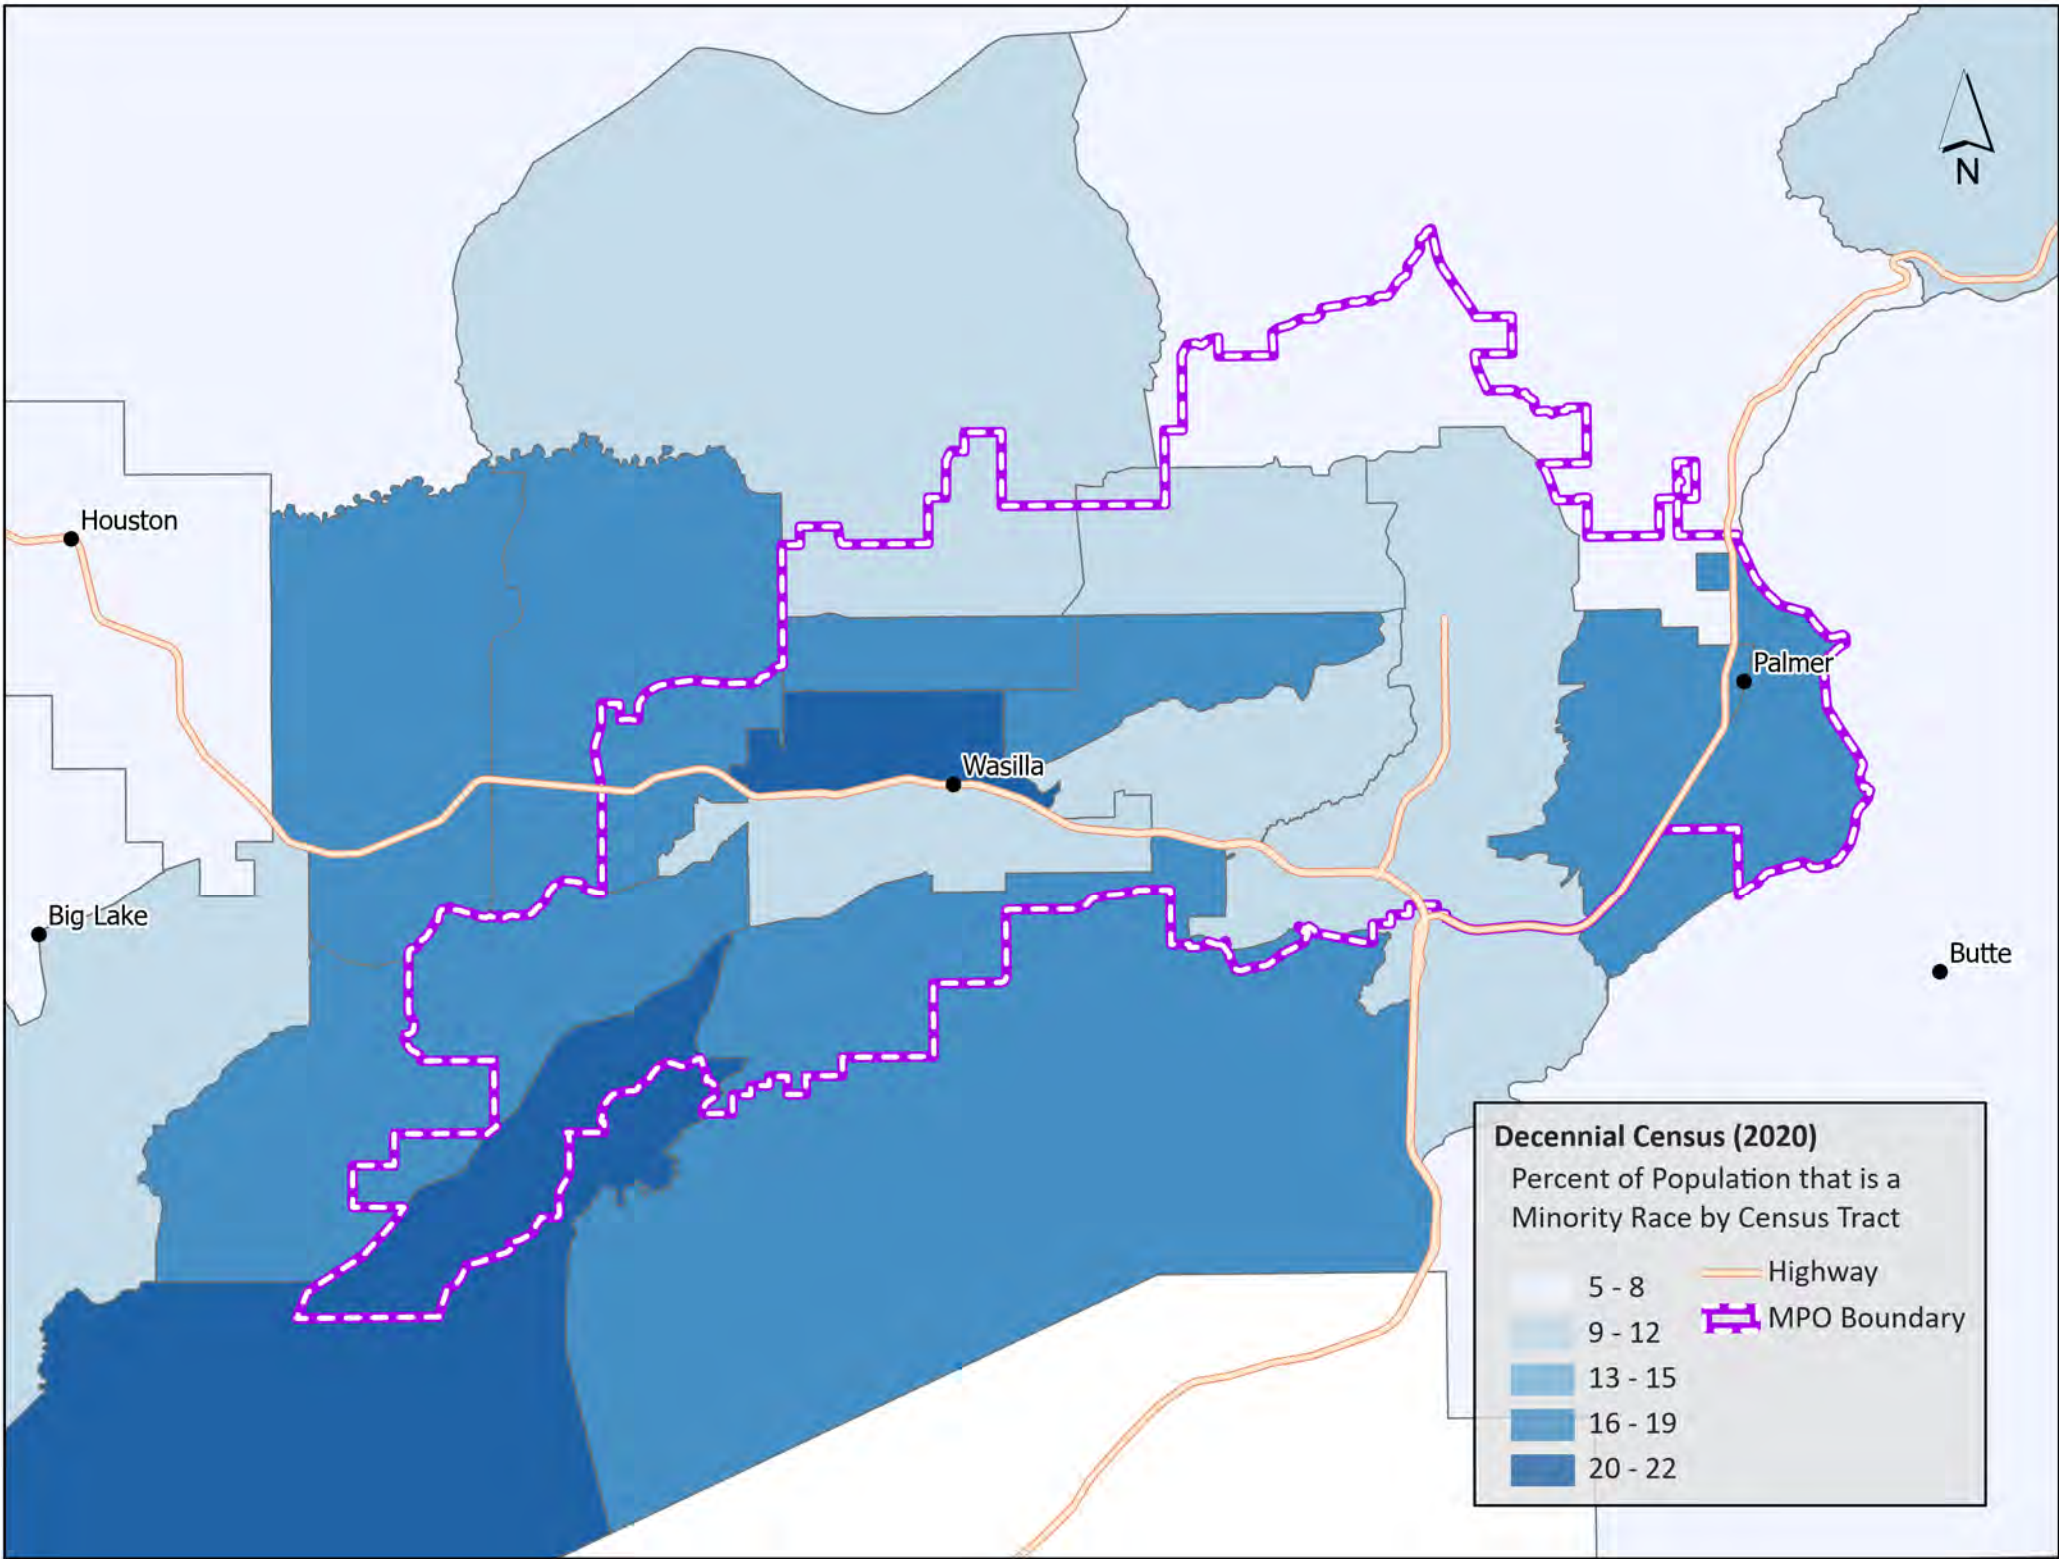 N
Houston
Palmer
Wasilla
Big Lake
Butte
Decennial Census (2020)
Percent of Population that is a
Minority Race by Census Tract
5 - 8
9 - 12
13 - 15
16 - 19
20 - 22
Highway
MPO Boundary